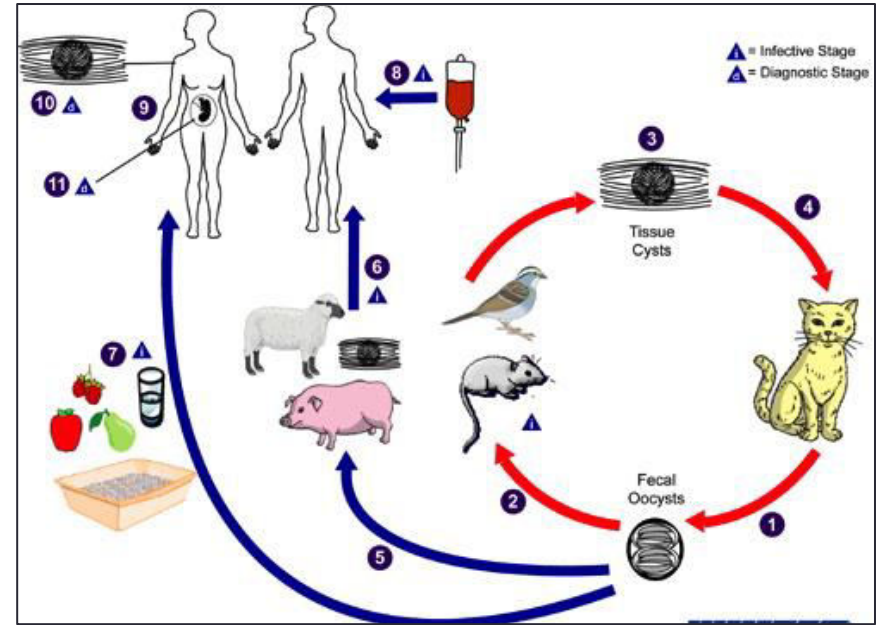 i = Infective Stage
d = Diagnostic Stage
10 d
9
8 i
11 d
3
Tissue
Cysts
4
6
i
7 i
i
Fecal
Oocysts
2
1
5